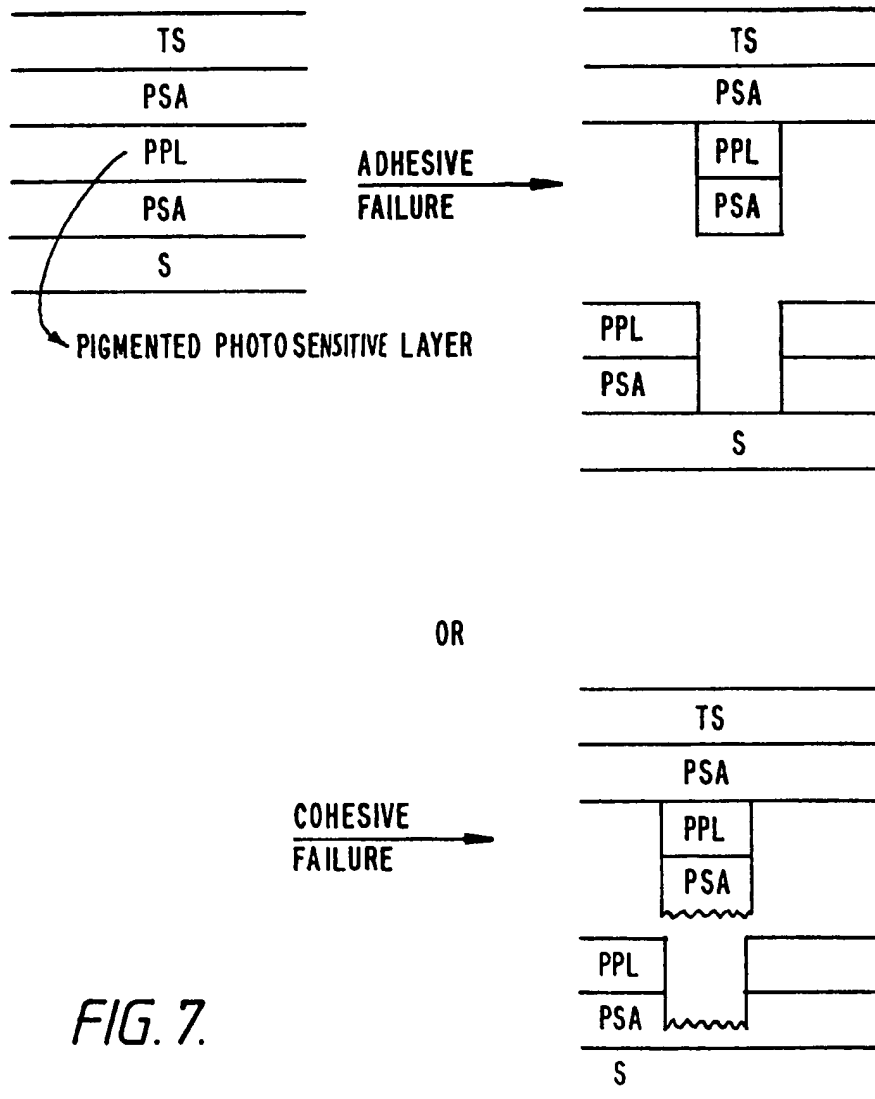 TS
PSA
PPL
PSA
S
PIGMENTED PHOTOSENSITIVE LAYER
ADHESIVE
FAILURE
TS
PSA
PPL
PSA
PPL
PSA
S
OR
COHESIVE
FAILURE
TS
PSA
PPL
PSA
PPL
PSA
S
FIG. 7.